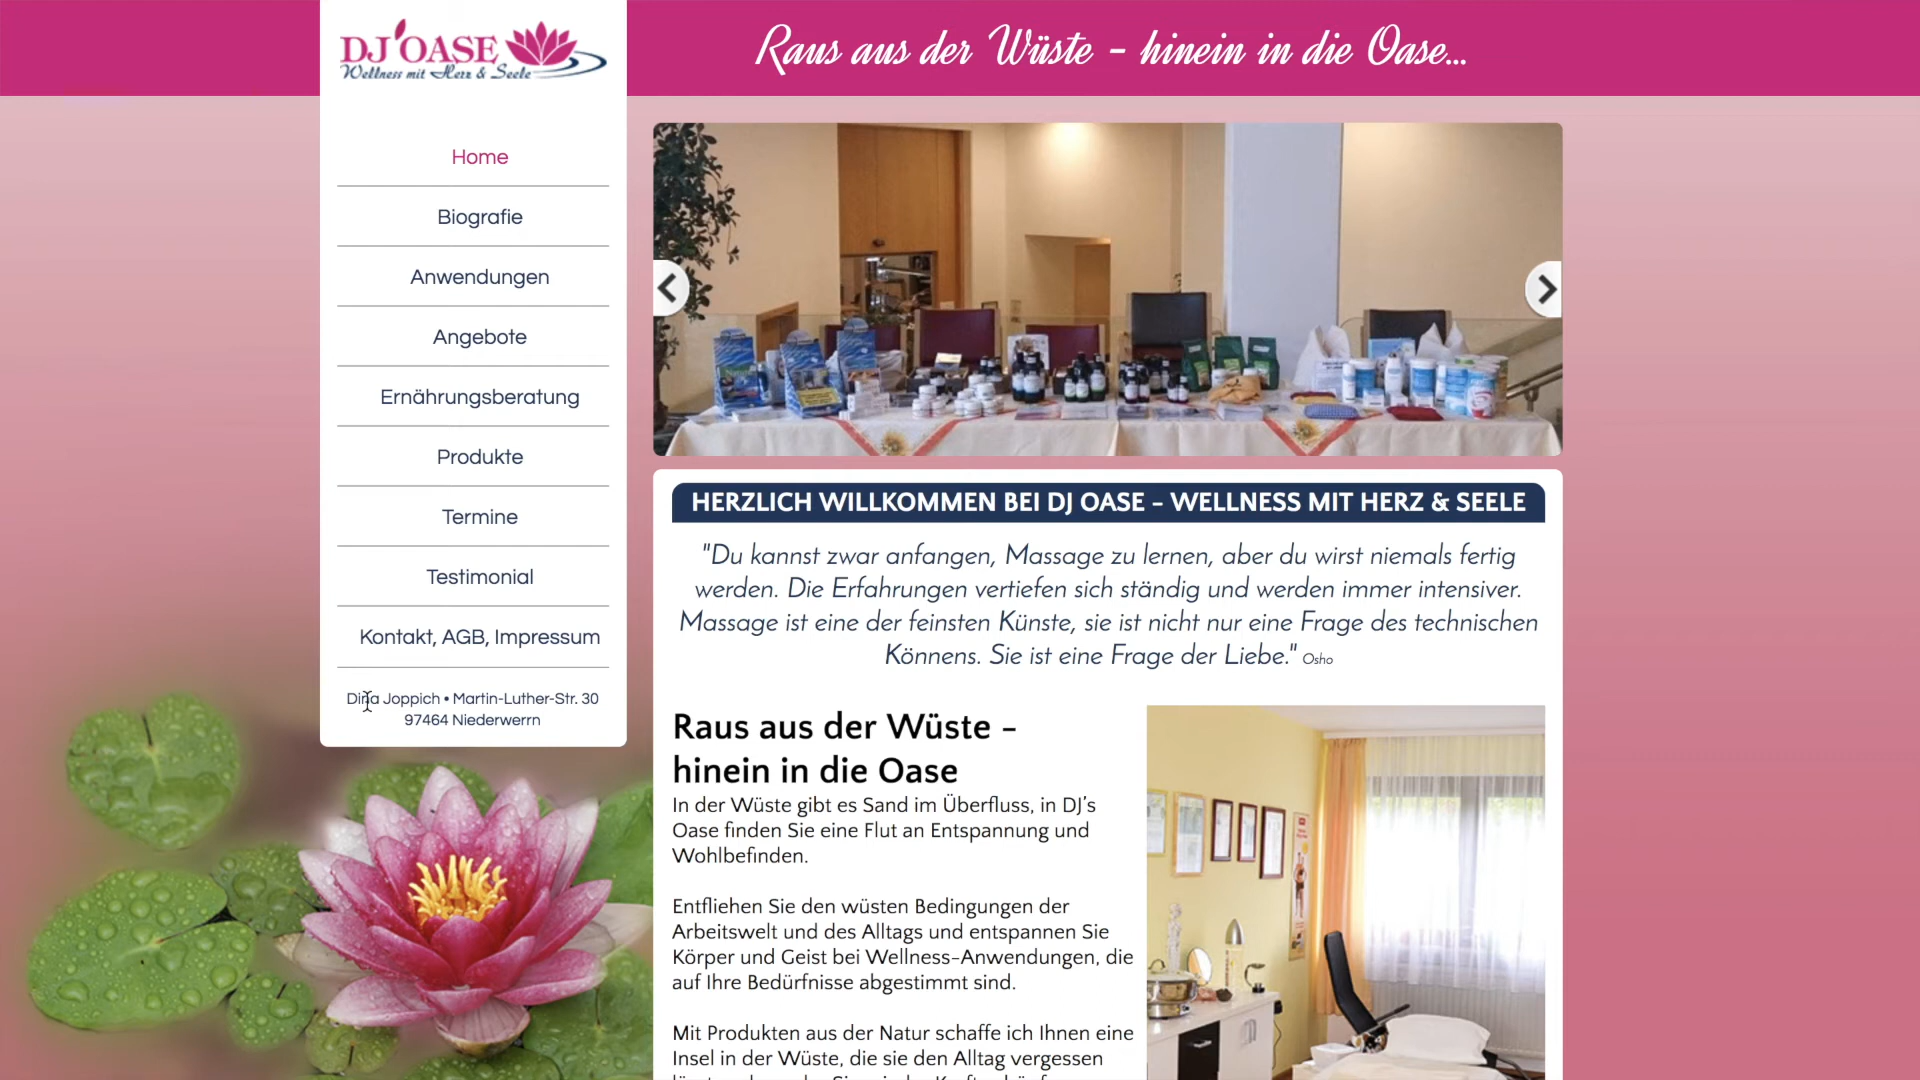 DJ'OASE
Wellness mit Herz & Seele
Raus aus der Wüste - hinein in die Oase...
Home
Biografie
Anwendungen
Angebote
Ernährungsberatung
Produkte
Termine
Testimonial
Kontakt, AGB, Impressum
Dina Joppich • Martin-Luther-Str. 30
97464 Niederwerrn
HERZLICH WILLKOMMEN BEI DJ OASE – WELLNESS MIT HERZ & SEELE
"Du kannst zwar anfangen, Massage zu lernen, aber du wirst niemals fertig
werden. Die Erfahrungen vertiefen sich ständig und werden immer intensiver.
Massage ist eine der feinsten Künste, sie ist nicht nur eine Frage des technischen
Könnens. Sie ist eine Frage der Liebe." Osho
Raus aus der Wüste –
hinein in die Oase
In der Wüste gibt es Sand im Überfluss, in DJ's
Oase finden Sie eine Flut an Entspannung und
Wohlbefinden.
Entfliehen Sie den wüsten Bedingungen der
Arbeitswelt und des Alltags und entspannen Sie
Körper und Geist bei Wellness-Anwendungen, die
auf Ihre Bedürfnisse abgestimmt sind.
Mit Produkten aus der Natur schaffe ich Ihnen eine
Insel in der Wüste, die sie den Alltag vergessen